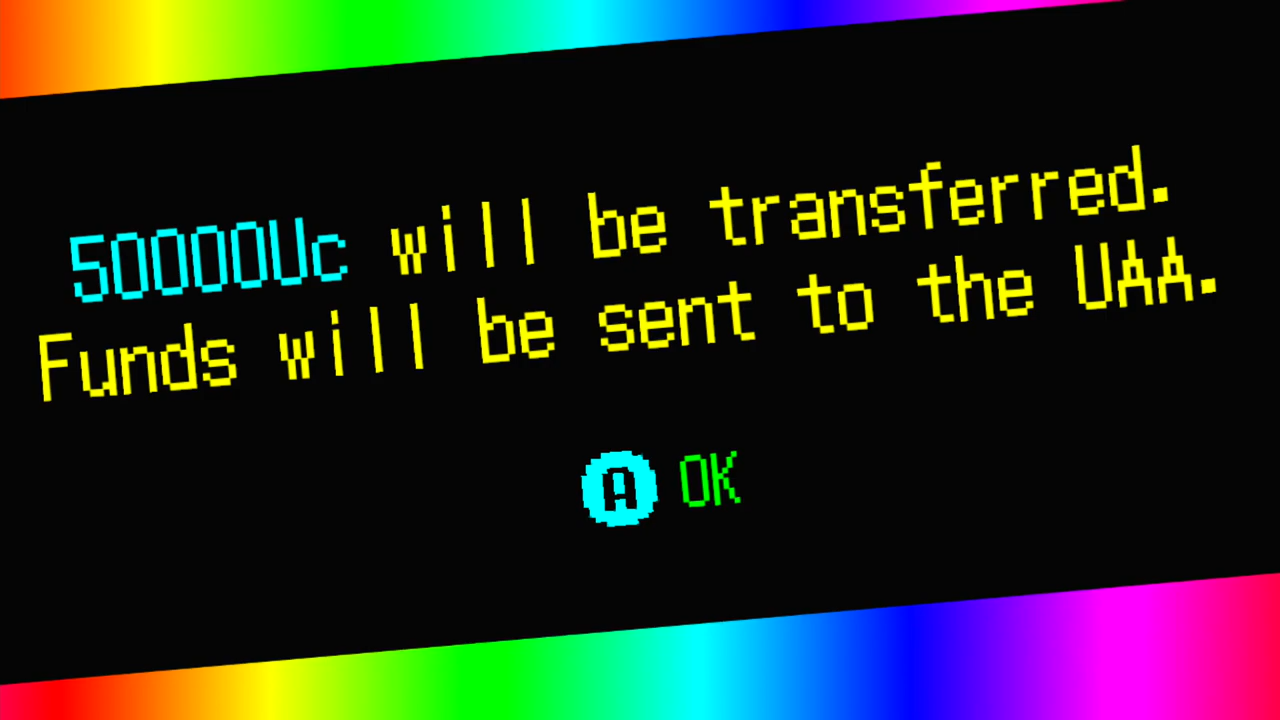 50000Uc will be transferred.
Funds will be sent to the UAA.
A OK